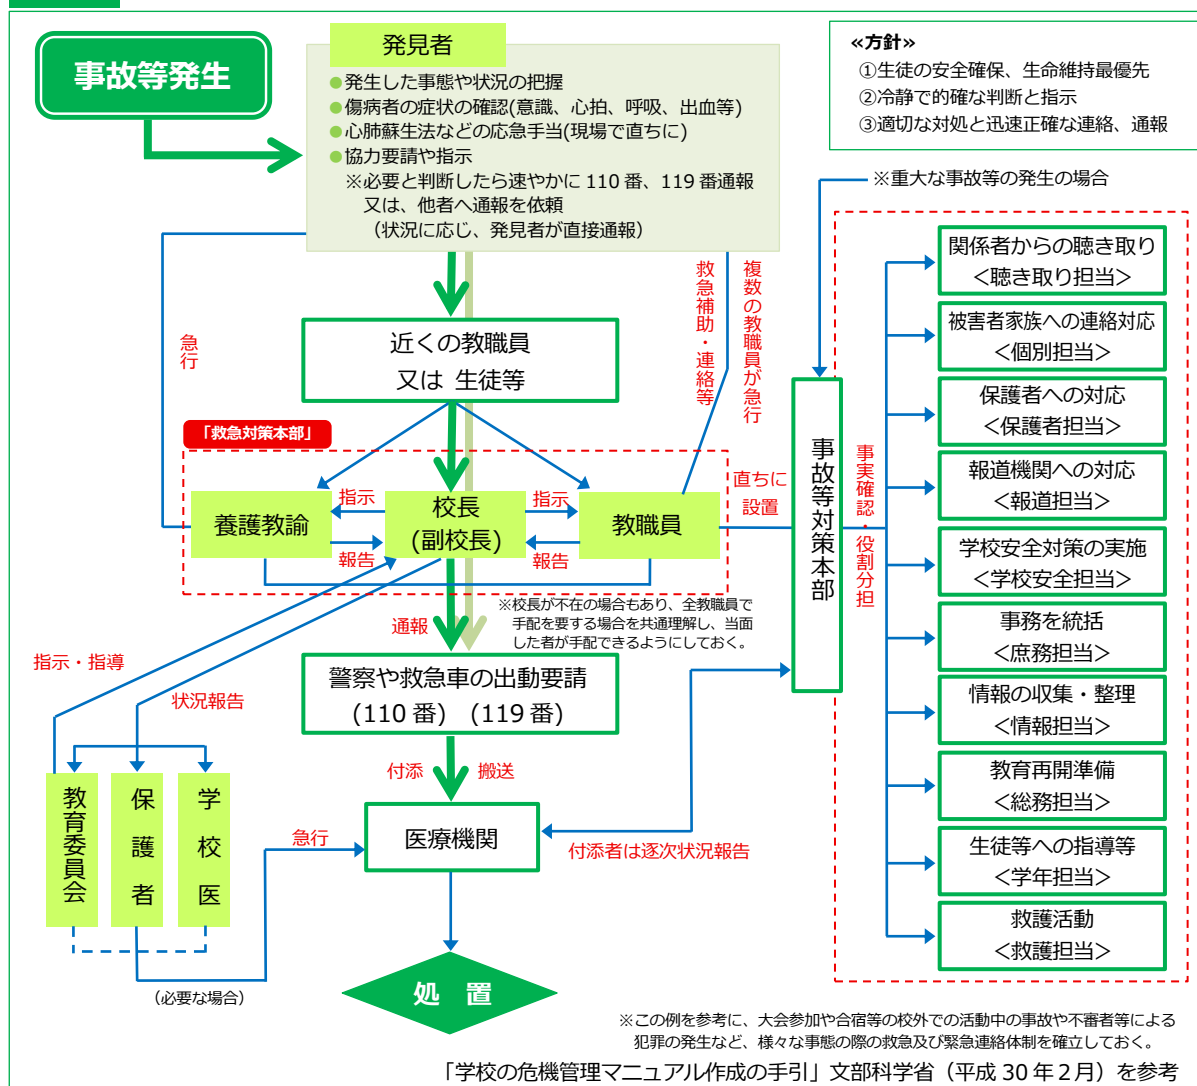 事故等発生
発見者
●発生した事態や状況の把握
●傷病者の症状の確認(意識、心拍、呼吸、出血等)
●心肺蘇生法などの応急手当(現場で直ちに)
●協力要請や指示
※必要と判断したら速やかに 110 番、119 番通報
又は、他者へ通報を依頼
（状況に応じ、発見者が直接通報）
≪方針≫
①生徒の安全確保、生命維持最優先
②冷静で的確な判断と指示
③適切な対処と迅速正確な連絡、通報
※重大な事故等の発生の場合
急行
近くの教職員
又は 生徒等
救急補助・連絡等
複数の教職員が急行
「救急対策本部」
養護教諭
指示
報告
校長
(副校長)
指示
報告
教職員
直ちに
設置
事故等対策本部
事実確認・役割分担
※校長が不在の場合もあり、全教職員で
手配を要する場合を共通理解し、当面
した者が手配できるようにしておく。
通報
指示・指導
状況報告
警察や救急車の出動要請
(110 番) (119 番)
付添
搬送
教育委員会
保護者
学校医
急行
医療機関
付添者は逐次状況報告
(必要な場合)
処 置
関係者からの聴き取り
＜聴き取り担当＞
被害者家族への連絡対応
＜個別担当＞
保護者への対応
＜保護者担当＞
報道機関への対応
＜報道担当＞
学校安全対策の実施
＜学校安全担当＞
事務を統括
＜庶務担当＞
情報の収集・整理
＜情報担当＞
教育再開準備
＜総務担当＞
生徒等への指導等
＜学年担当＞
救護活動
＜救護担当＞
※この例を参考に、大会参加や合宿等の校外での活動中の事故や不審者等による
犯罪の発生など、様々な事態の際の救急及び緊急連絡体制を確立しておく。
「学校の危機管理マニュアル作成の手引」文部科学省（平成 30 年２月）を参考